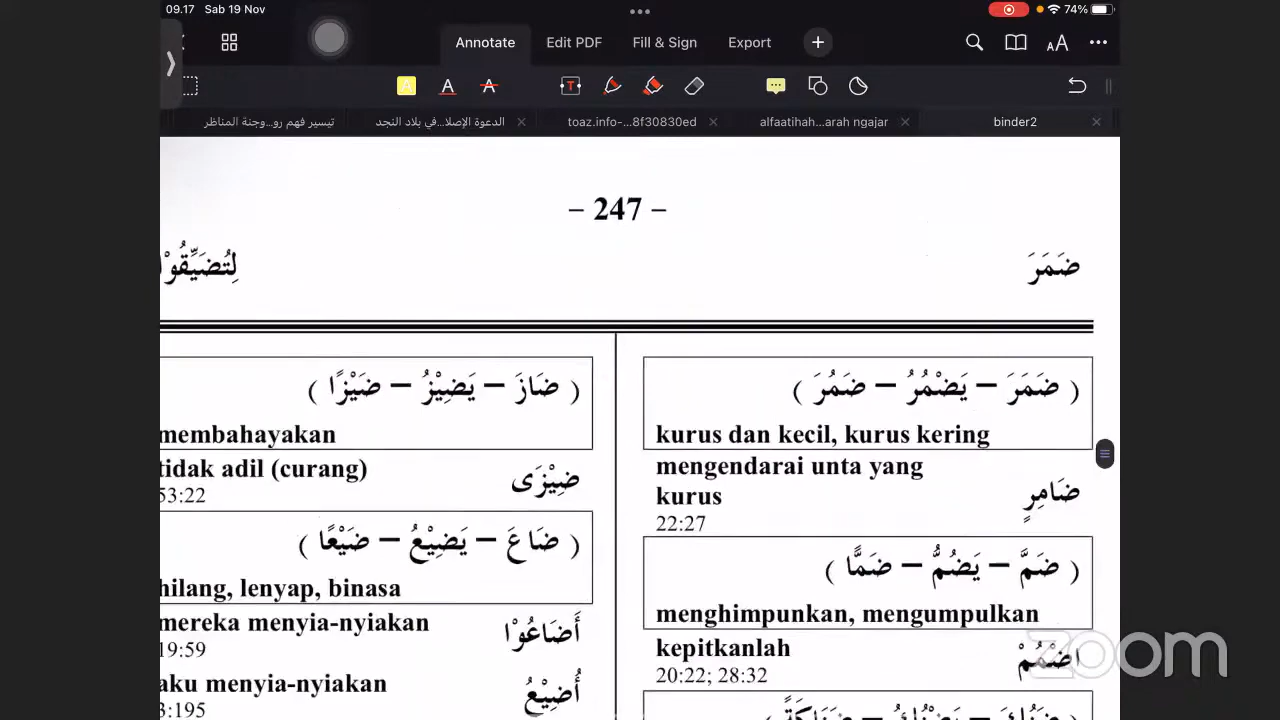 09.17 Sab 19 Nov
74%
Annotate Edit PDF Fill & Sign Export
تيسير فهم رو...وجنة المناظر
الدعوة الإصلا...في بلاد النجد
toaz.info-...8f30830ed
alfaatihah...arah ngajar
binder2
– 247 –
ضَمَرَ
لِتُضَيِّقُوْا
( ضَمَرَ – يَضْمُرُ – ضَمُرَ )
kurus dan kecil, kurus kering
mengendarai unta yang
kurus
ضَامِرٍ
22:27
( ضَمَّ – يَضُمُّ – ضَمًّا )
menghimpunkan, mengumpulkan
kepitkanlah
اضْمُمْ
20:22; 28:32
( ضَنُكَ – يَضْنُكُ – ضَنَاكَةً )
( ضَازَ – يَضِيْزُ – ضَيْزًا )
membahayakan
tidak adil (curang)
ضِيْزَى
53:22
( ضَاعَ – يَضِيْعُ – ضَيْعًا )
hilang, lenyap, binasa
mereka menyia-nyiakan
أَضَاعُوْا
19:59
aku menyia-nyiakan
أُضِيْعُ
3:195
zoom